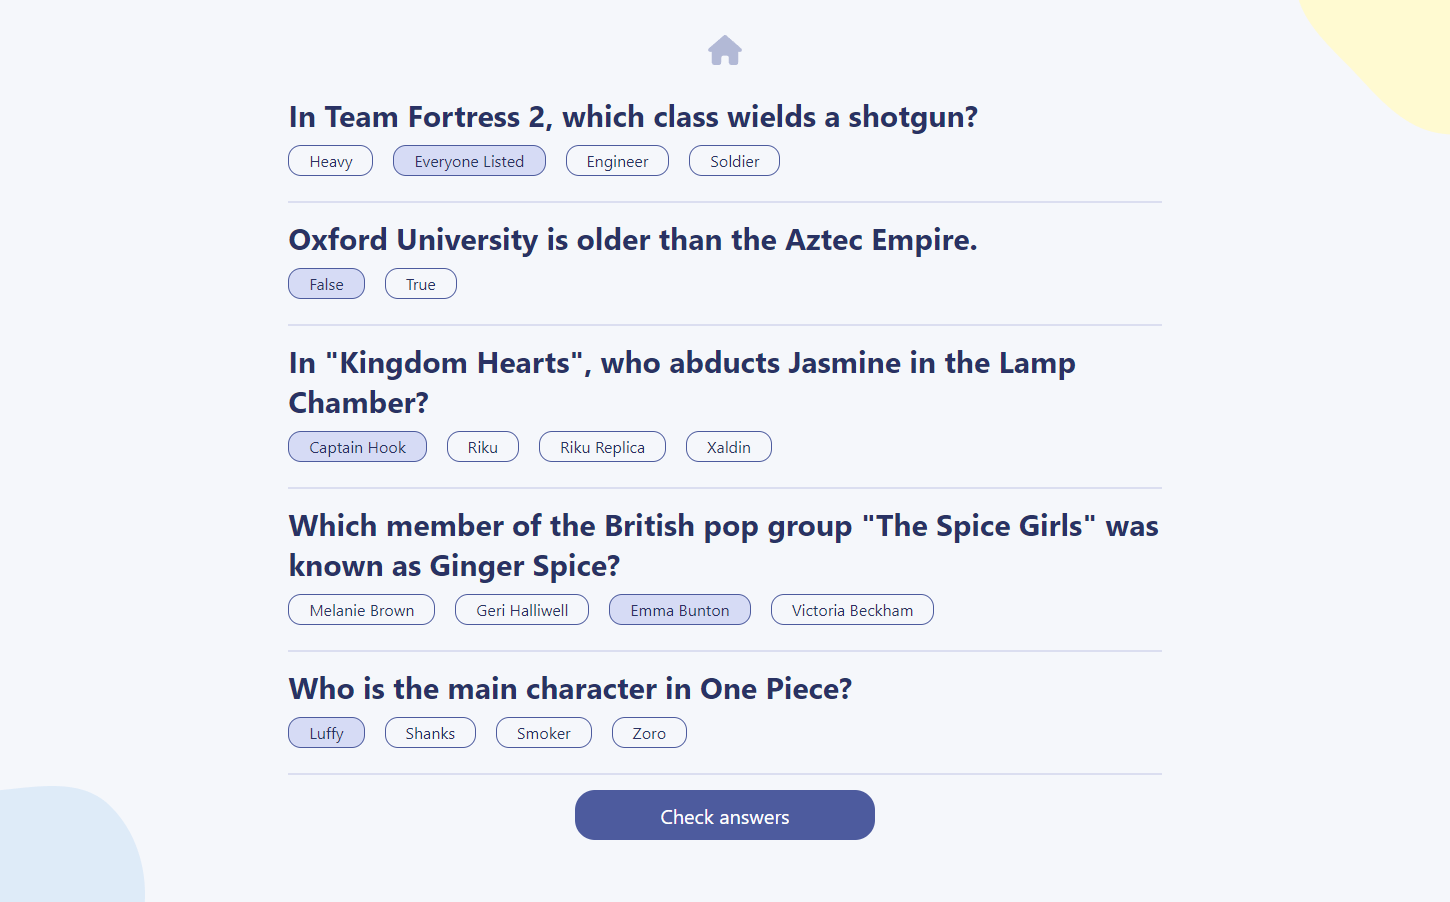 In Team Fortress 2, which class wields a shotgun?
Heavy Everyone Listed Engineer Soldier
Oxford University is older than the Aztec Empire.
False True
In "Kingdom Hearts", who abducts Jasmine in the Lamp
Chamber?
Captain Hook Riku Riku Replica Xaldin
Which member of the British pop group "The Spice Girls" was
known as Ginger Spice?
Melanie Brown Geri Halliwell Emma Bunton Victoria Beckham
Who is the main character in One Piece?
Luffy Shanks Smoker Zoro
Check answers